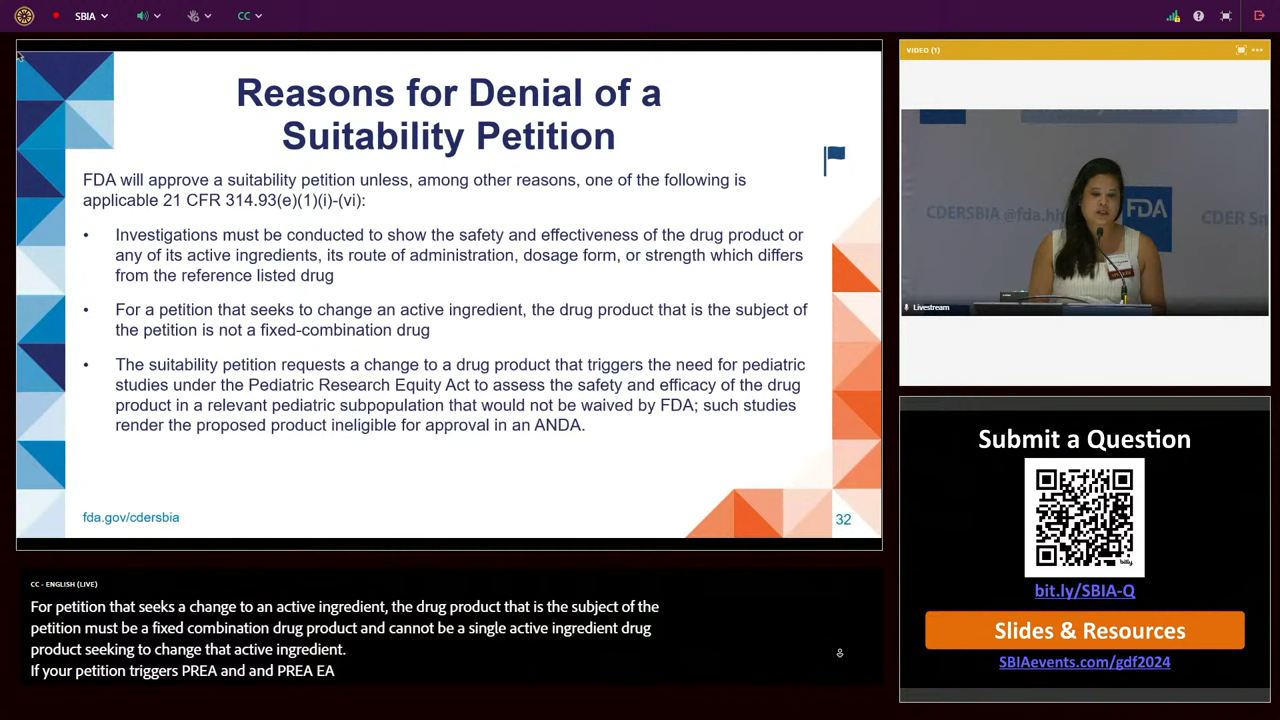 SBIA
CC
Reasons for Denial of a
Suitability Petition
FDA will approve a suitability petition unless, among other reasons, one of the following is
applicable 21 CFR 314.93(e)(1)(i)-(vi):
• Investigations must be conducted to show the safety and effectiveness of the drug product or
any of its active ingredients, its route of administration, dosage form, or strength which differs
from the reference listed drug
• For a petition that seeks to change an active ingredient, the drug product that is the subject of
the petition is not a fixed-combination drug
• The suitability petition requests a change to a drug product that triggers the need for pediatric
studies under the Pediatric Research Equity Act to assess the safety and efficacy of the drug
product in a relevant pediatric subpopulation that would not be waived by FDA; such studies
render the proposed product ineligible for approval in an ANDA.
fda.gov/cdersbia
32
CC - ENGLISH (LIVE)
For petition that seeks a change to an active ingredient, the drug product that is the subject of the
petition must be a fixed combination drug product and cannot be a single active ingredient drug
product seeking to change that active ingredient.
If your petition triggers PREA and and PREA EA
VIDEO (1)
CDERSBIA @fda.hh
FDA
CDER Sm
Livestream
Submit a Question
bitly
bit.ly/SBIA-Q
Slides & Resources
SBIAevents.com/gdf2024